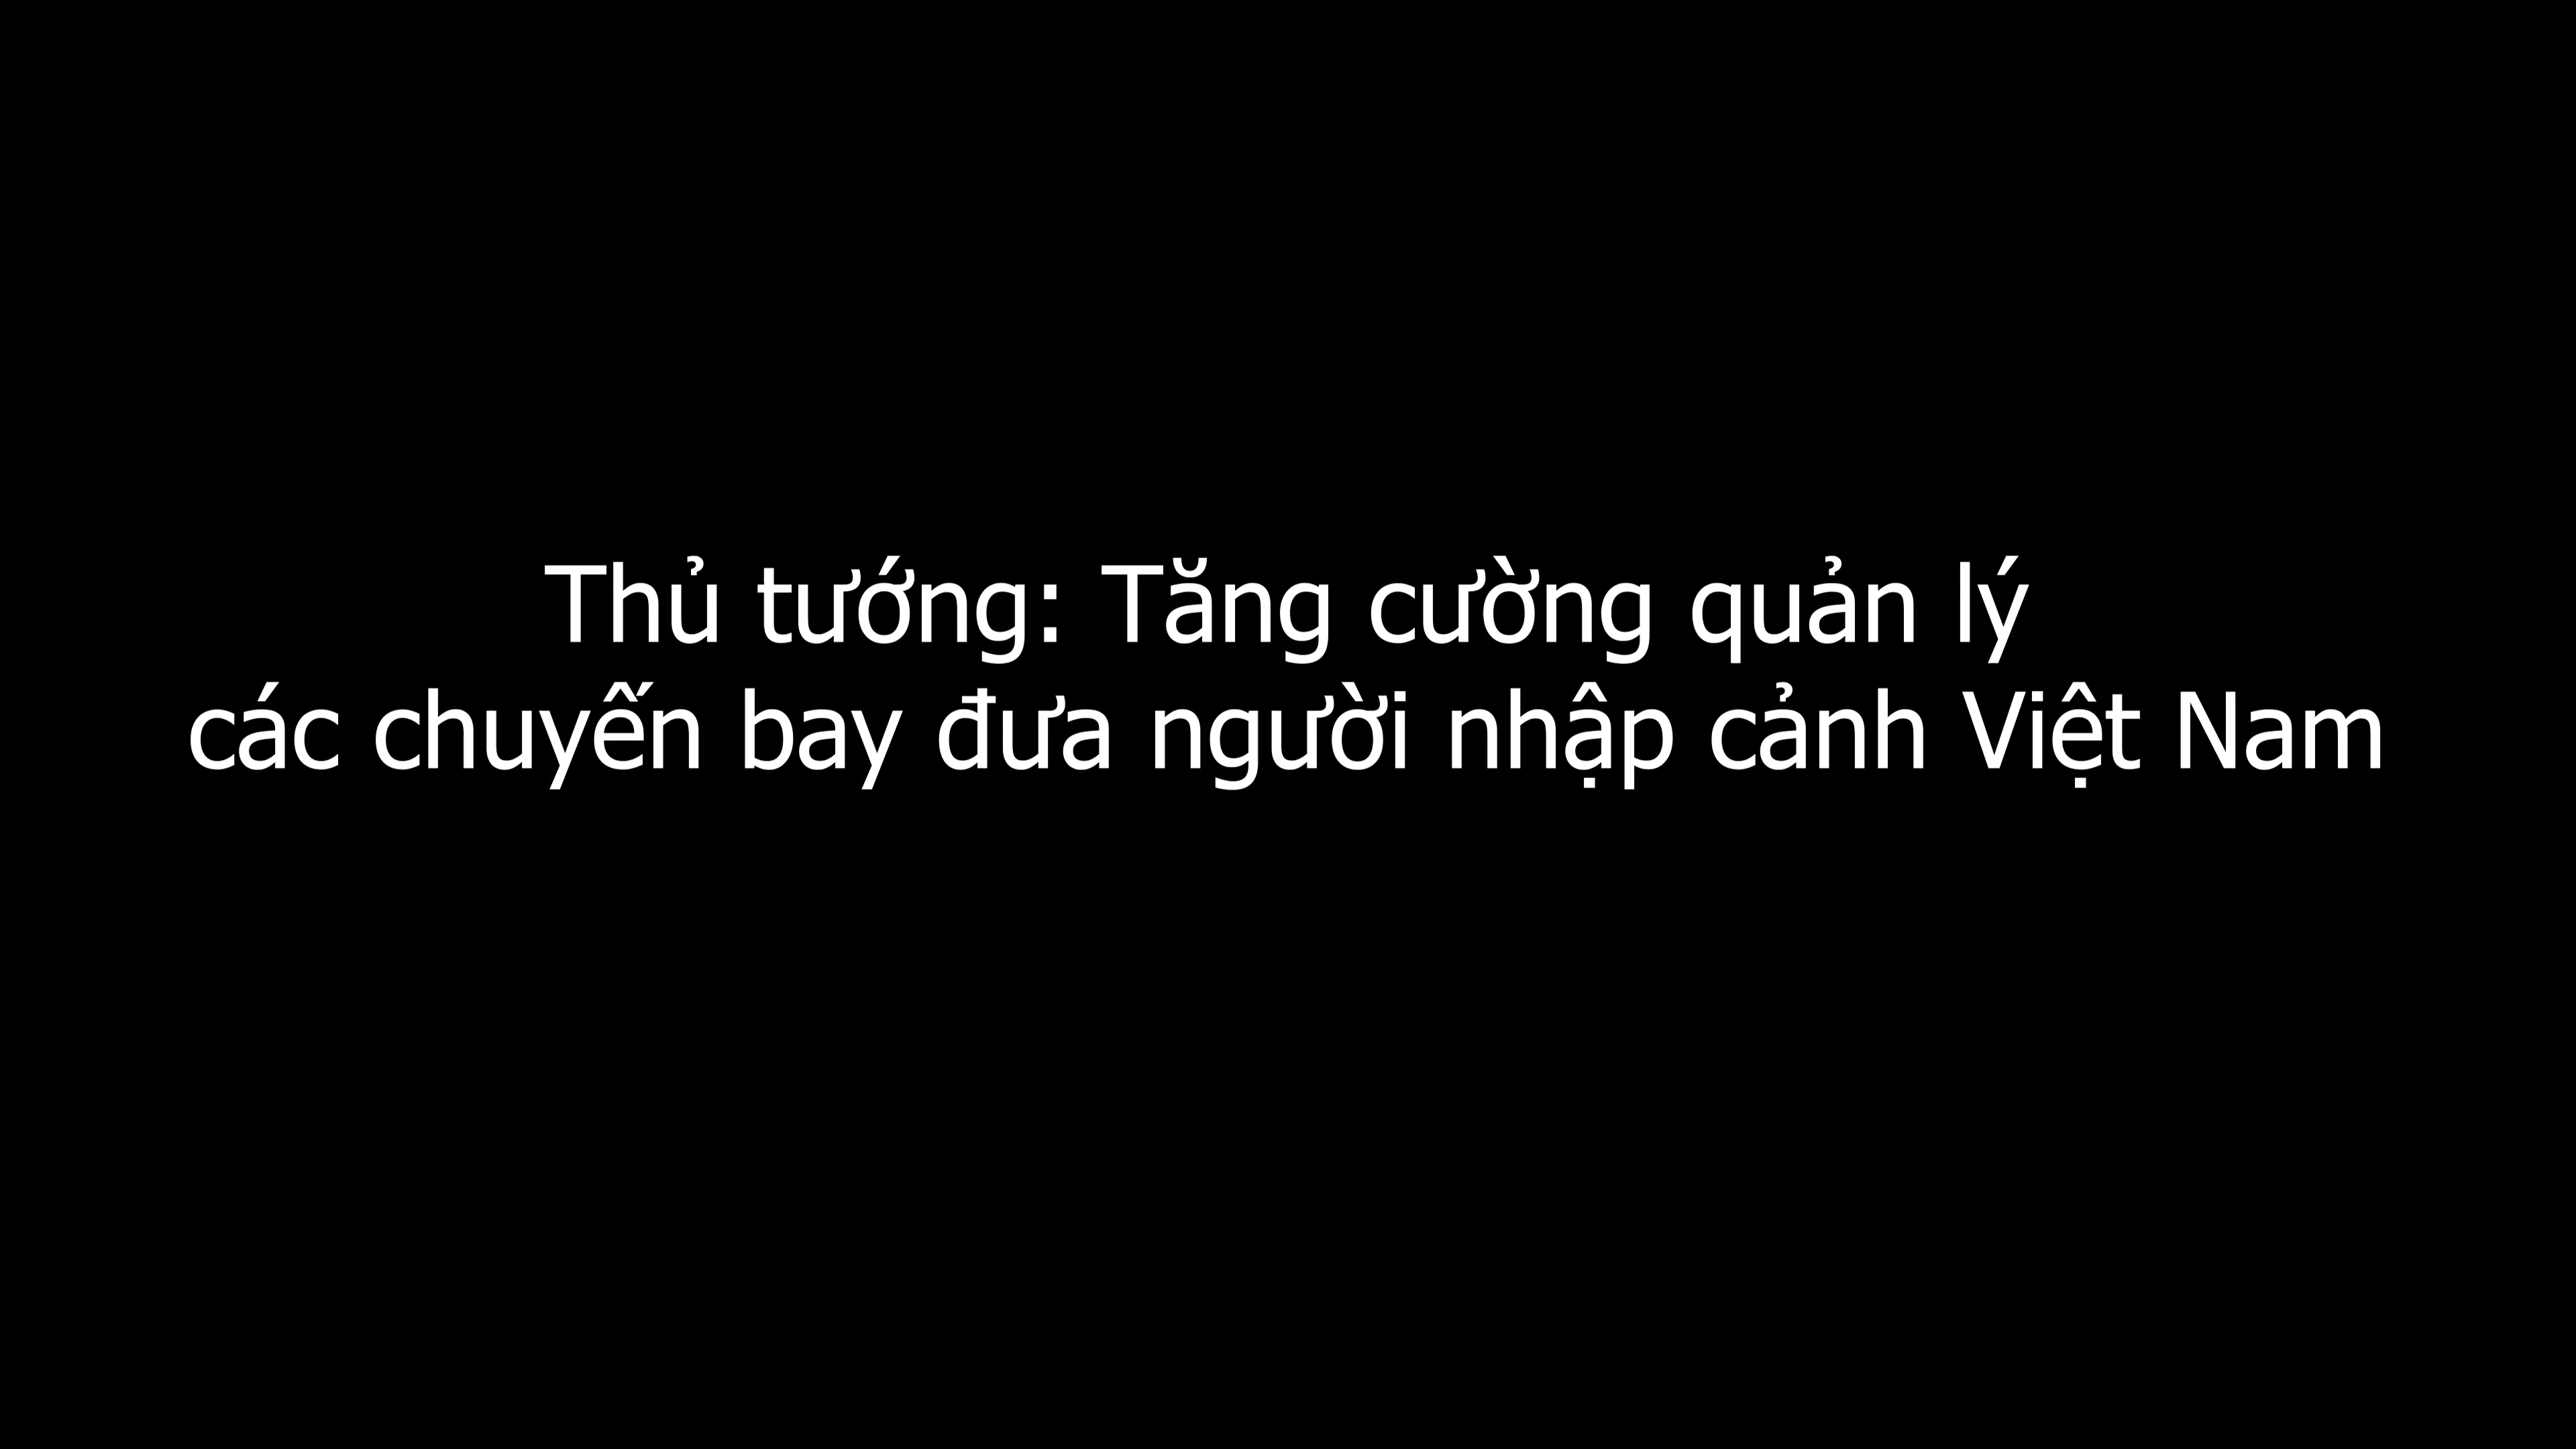 Thủ tướng: Tăng cường quản lý
các chuyến bay đưa người nhập cảnh Việt Nam